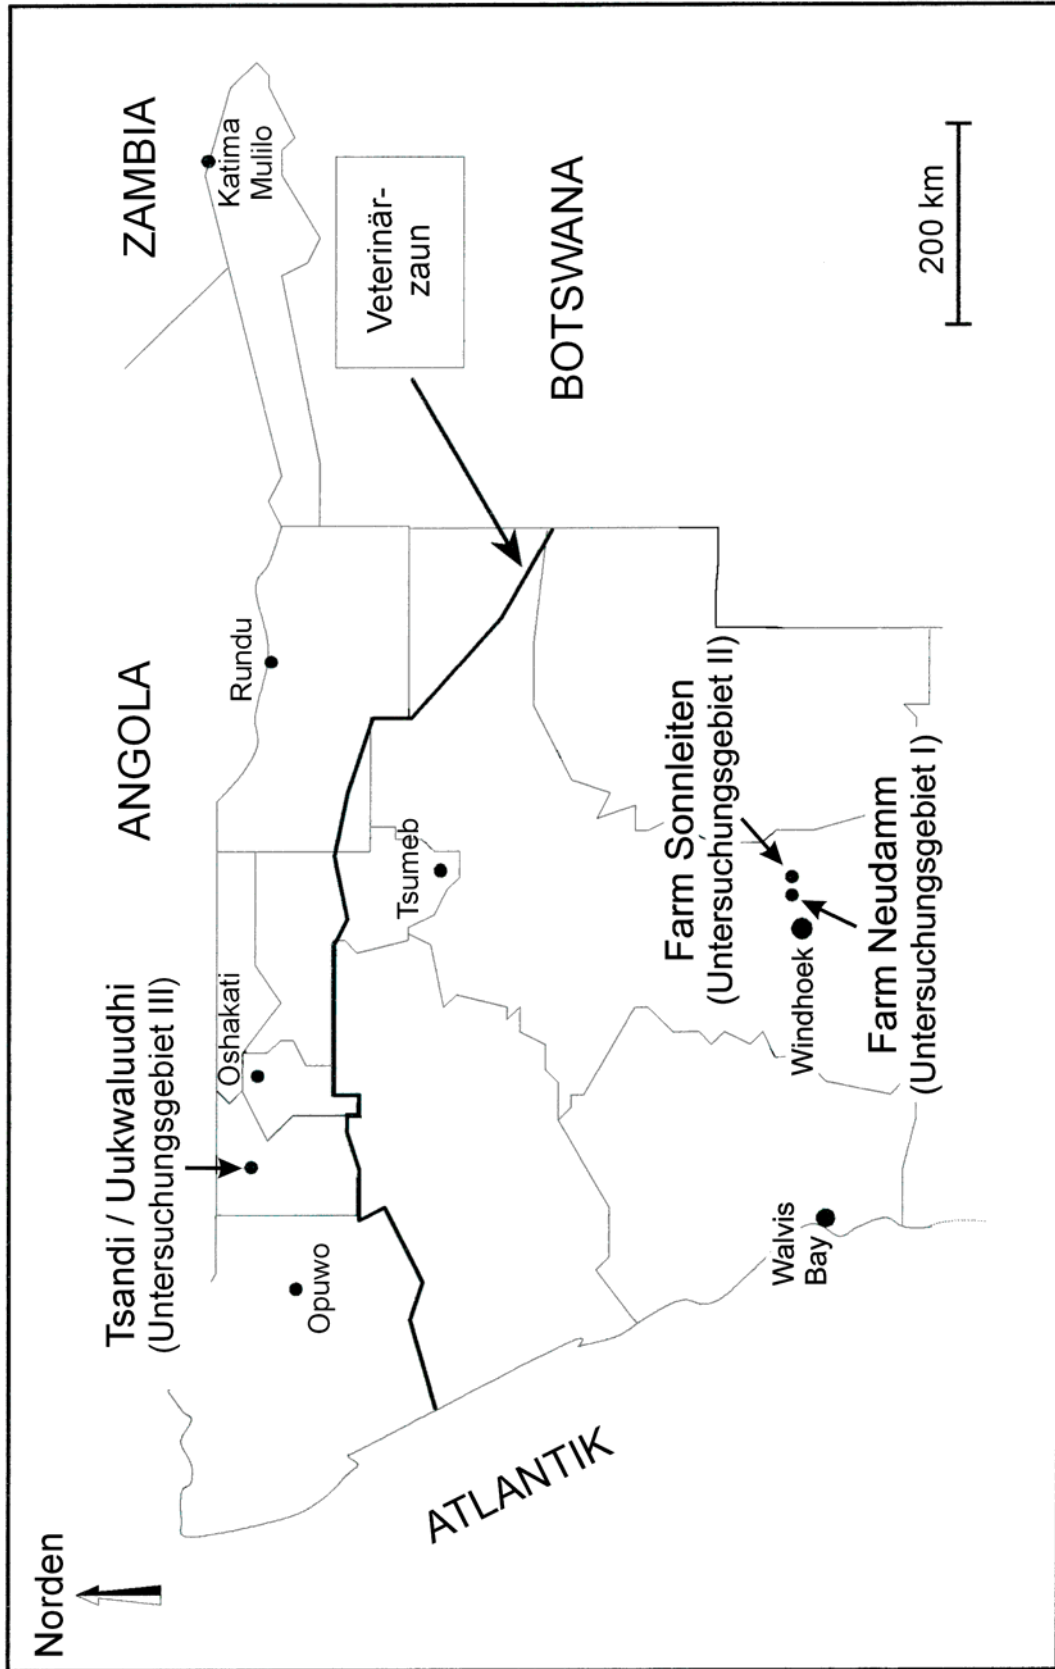 Norden
Tsandi / Uukwaluudhi
(Untersuchungsgebiet III)
ANGOLA
ZAMBIA
Katima
Mulilo
Oshakati
Rundu
Opuwo
Veterinär-
zaun
Tsumeb
BOTSWANA
ATLANTIK
Farm Sonnleiten
(Untersuchungsgebiet II)
Walvis
Bay
Windhoek
Farm Neudamm
(Untersuchungsgebiet I)
200 km